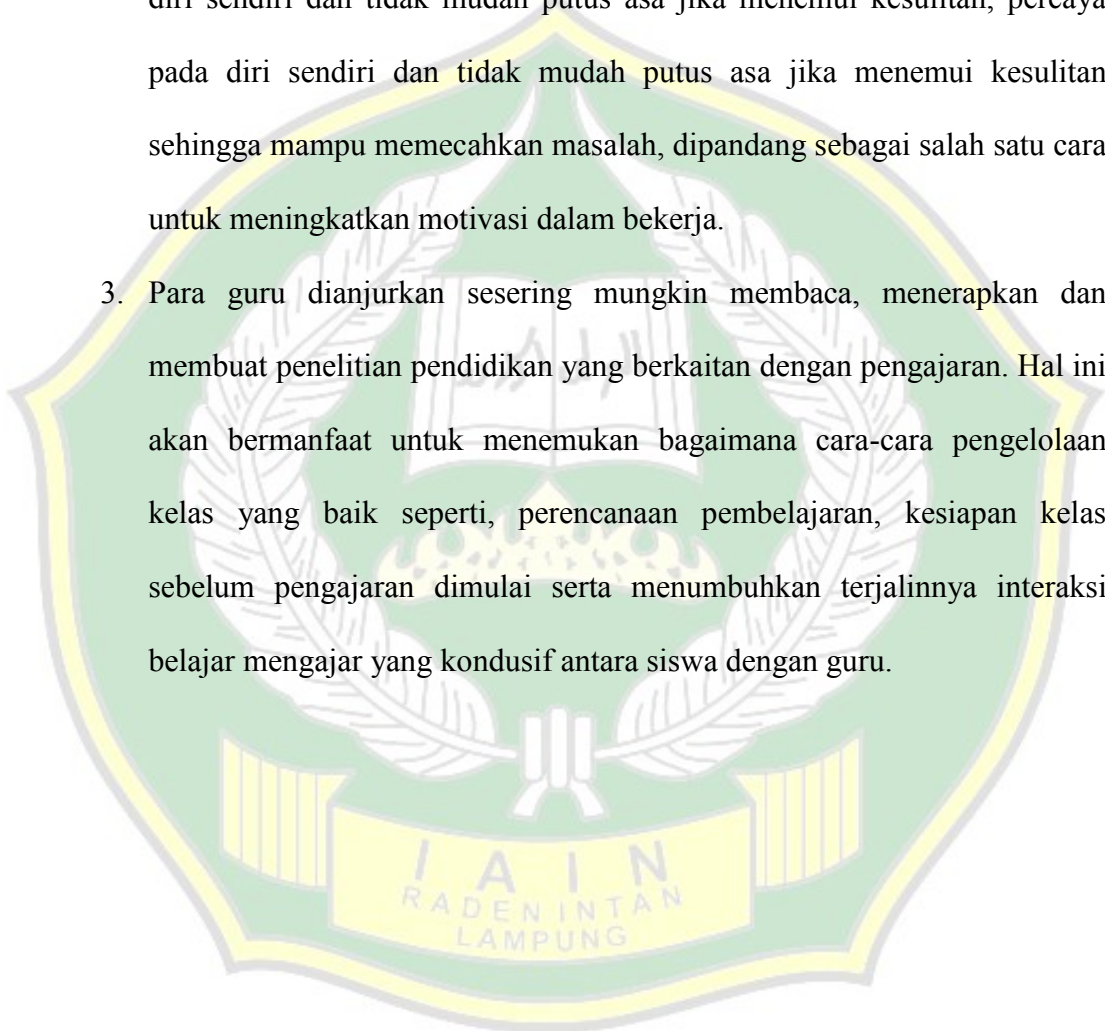 diri sendiri dan tidak mudah putus asa jika menemui kesulitan, percaya
pada diri sendiri dan tidak mudah putus asa jika menemui kesulitan
sehingga mampu memecahkan masalah, dipandang sebagai salah satu cara
untuk meningkatkan motivasi dalam bekerja.
3. Para guru dianjurkan sesering mungkin membaca, menerapkan dan
membuat penelitian pendidikan yang berkaitan dengan pengajaran. Hal ini
akan bermanfaat untuk menemukan bagaimana cara-cara pengelolaan
kelas yang baik seperti, perencanaan pembelajaran, kesiapan kelas
sebelum pengajaran dimulai serta menumbuhkan terjalinnya interaksi
belajar mengajar yang kondusif antara siswa dengan guru.
IAIN
RADEN INTAN
LAMPUNG